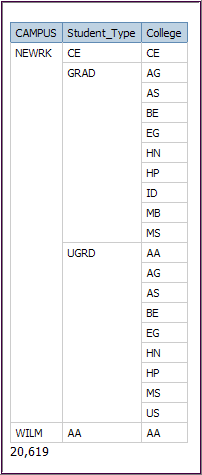 CAMPUS Student_Type College
NEWRK CE CE
GRAD AG
AS
BE
EG
HN
HP
ID
MB
MS
UGRD AA
AG
AS
BE
EG
HN
HP
MS
US
WILM AA AA
20,619